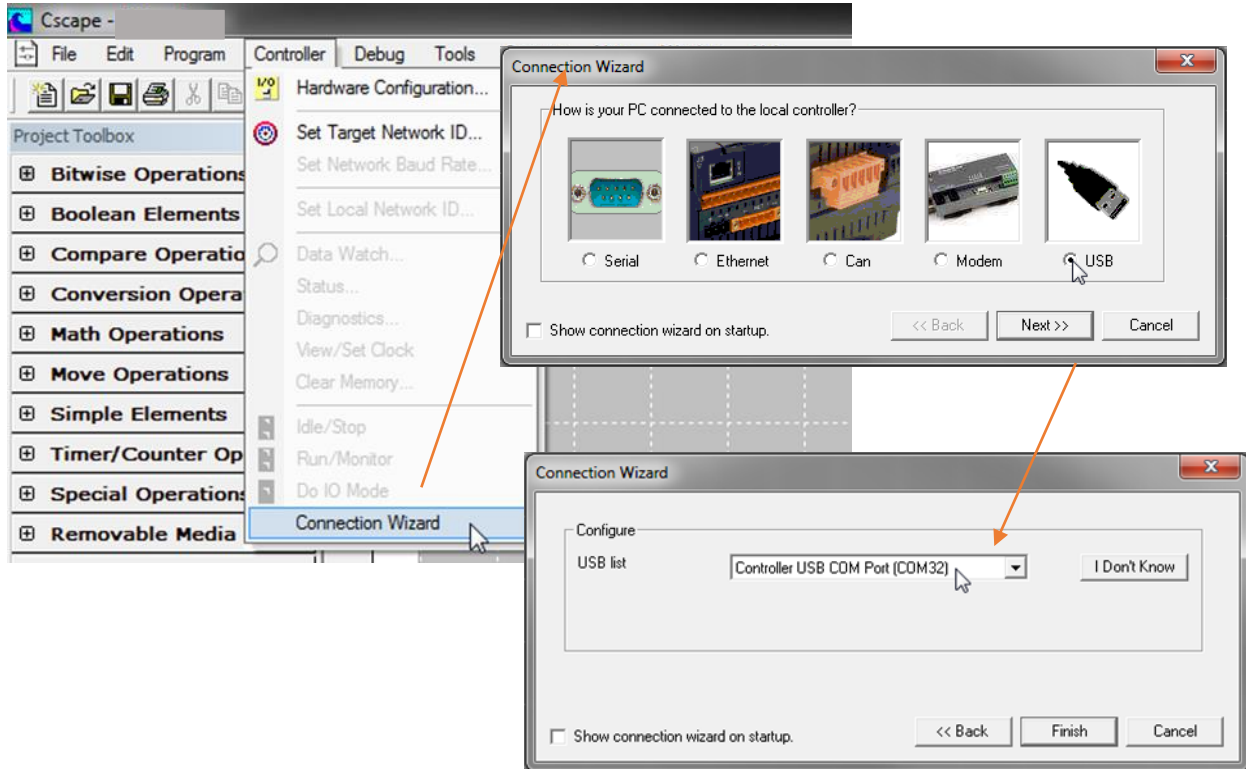 Cscape -
File Edit Program Controller Debug Tools
Project Toolbox
Bitwise Operations
Boolean Elements
Compare Operatio
Conversion Opera
Math Operations
Move Operations
Simple Elements
Timer/Counter Op
Special Operations
Removable Media
I/O
Hardware Configuration...
Set Target Network ID...
Set Network Baud Rate...
Set Local Network ID...
Data Watch...
Status...
Diagnostics...
View/Set Clock
Clear Memory...
Idle/Stop
Run/Monitor
Do IO Mode
Connection Wizard
Connection Wizard
How is your PC connected to the local controller?
Serial Ethernet Can Modem USB
Show connection wizard on startup.
<< Back Next >> Cancel
Connection Wizard
Configure
USB list Controller USB COM Port (COM32) I Don't Know
Show connection wizard on startup.
<< Back Finish Cancel